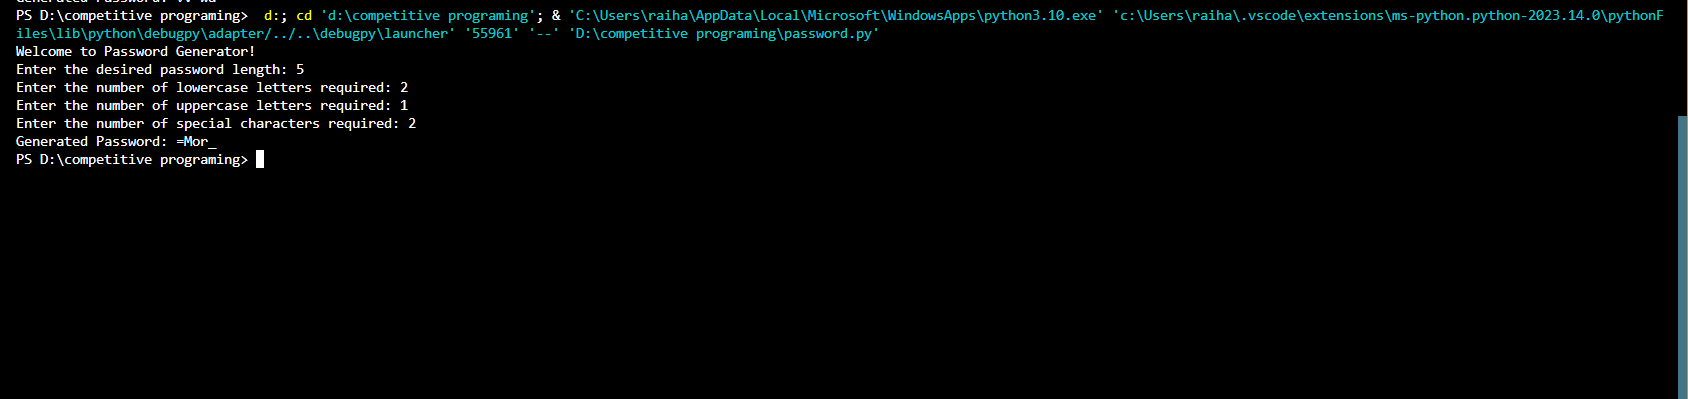 PS D:\competitive programing>  d:; cd 'd:\competitive programing'; & 'C:\Users\raiha\AppData\Local\Microsoft\WindowsApps\python3.10.exe' 'c:\Users\raiha\.vscode\extensions\ms-python.python-2023.14.0\pythonF
iles\lib\python\debugpy\adapter/../..\debugpy\launcher' '55961' '--' 'D:\competitive programing\password.py'
Welcome to Password Generator!
Enter the desired password length: 5
Enter the number of lowercase letters required: 2
Enter the number of uppercase letters required: 1
Enter the number of special characters required: 2
Generated Password: =Mor_
PS D:\competitive programing>